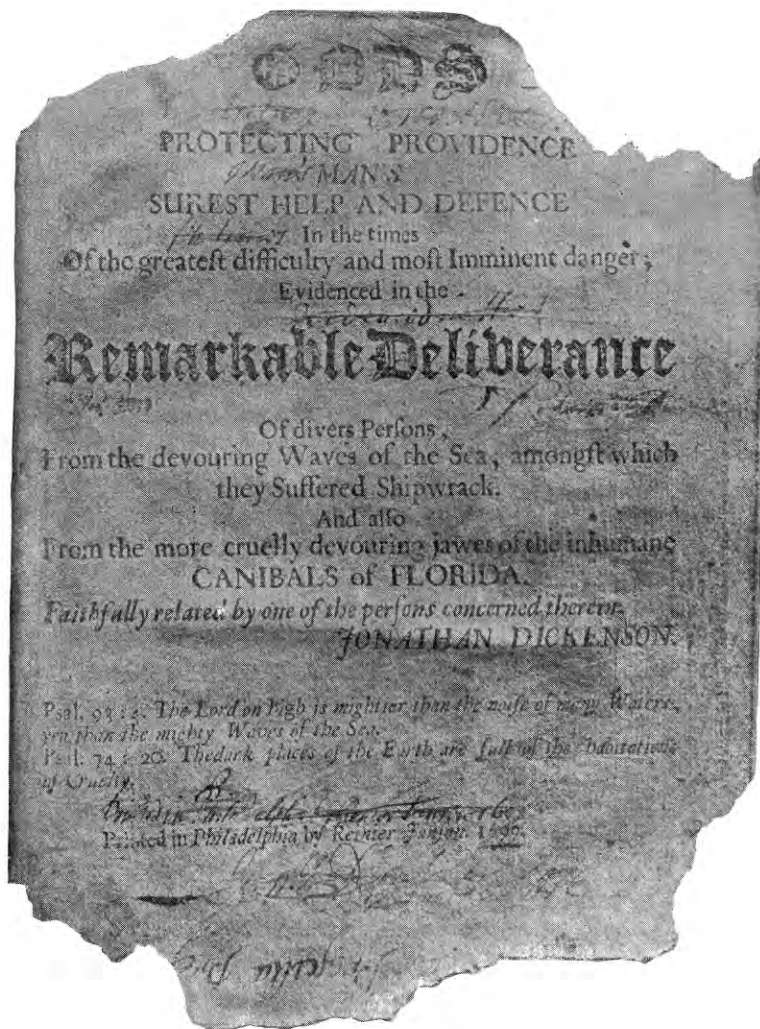 GODS
PROTECTING PROVIDENCE
MAN'S
SUREST HELP AND DEFENCE
In the times
Of the greateſt difficulty and moſt Imminent danger;
Evidenced in the
Remarkable Deliverance
Of divers Perſons,
From the devouring Waves of the Sea, amongſt which
they Suffered Shipwrack.
And alſo
From the more cruelly devouring jawes of the inhumane
CANIBALS of FLORIDA.
Faithfully related by one of the perſons concerned therein,
JONATHAN DICKENSON.
Pſal. 93 : 4. The Lord on high is mightier than the noiſe of many Waters,
yea than the mighty Waves of the Sea.
Pſal. 74 : 20. The dark places of the Earth are full of the habitations
of Cruelty.
Printed in Philadelphia by Reinier Janſen. 1699.